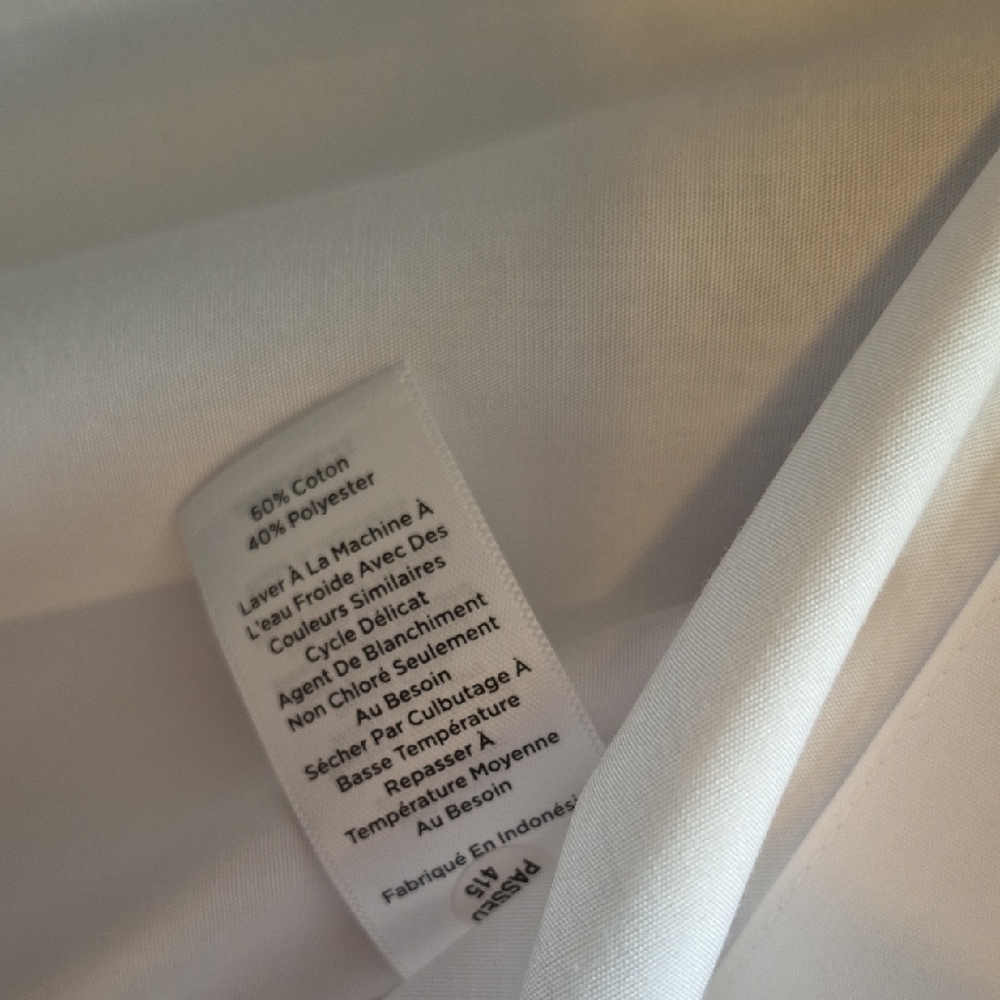 60% Coton
40% Polyester
Laver À La Machine À
L'eau Froide Avec Des
Couleurs Similaires
Cycle Délicat
Agent De Blanchiment
Non Chloré Seulement
Au Besoin
Sécher Par Culbutage À
Basse Température
Repasser À
Température Moyenne
Au Besoin
Fabriqué En Indonési
PASSED
415